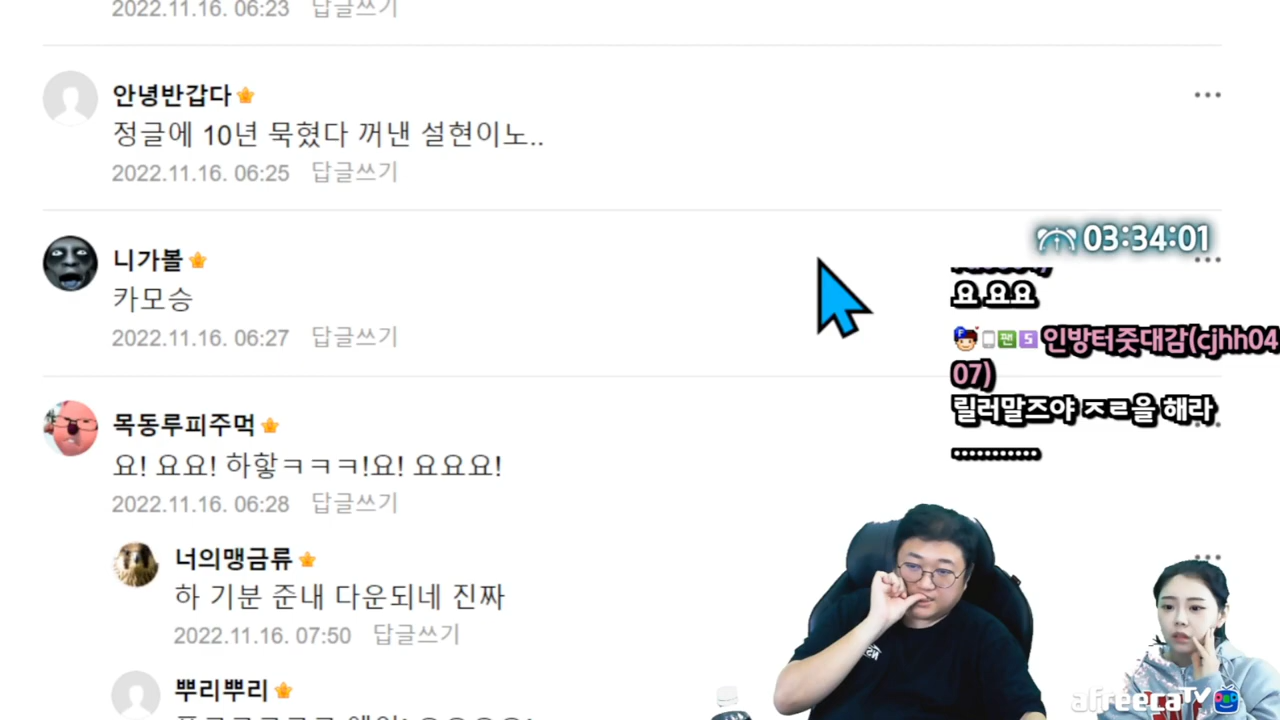 2022.11.16. 06:23 답글쓰기
안녕반갑다
정글에 10년 묵혔다 꺼낸 설현이노..
2022.11.16. 06:25 답글쓰기
03:34:01
니가볼
카모승
2022.11.16. 06:27 답글쓰기
요 요요
팬 S 인방터줏대감(cjhh04
07)
릴러말즈야 ㅈㄹ을 해라
............
목동루피주먹
요! 요요! 하핳ㅋㅋㅋ!요! 요요요!
2022.11.16. 06:28 답글쓰기
너의맹금류
하 기분 준내 다운되네 진짜
2022.11.16. 07:50 답글쓰기
뿌리뿌리
afreecaTV